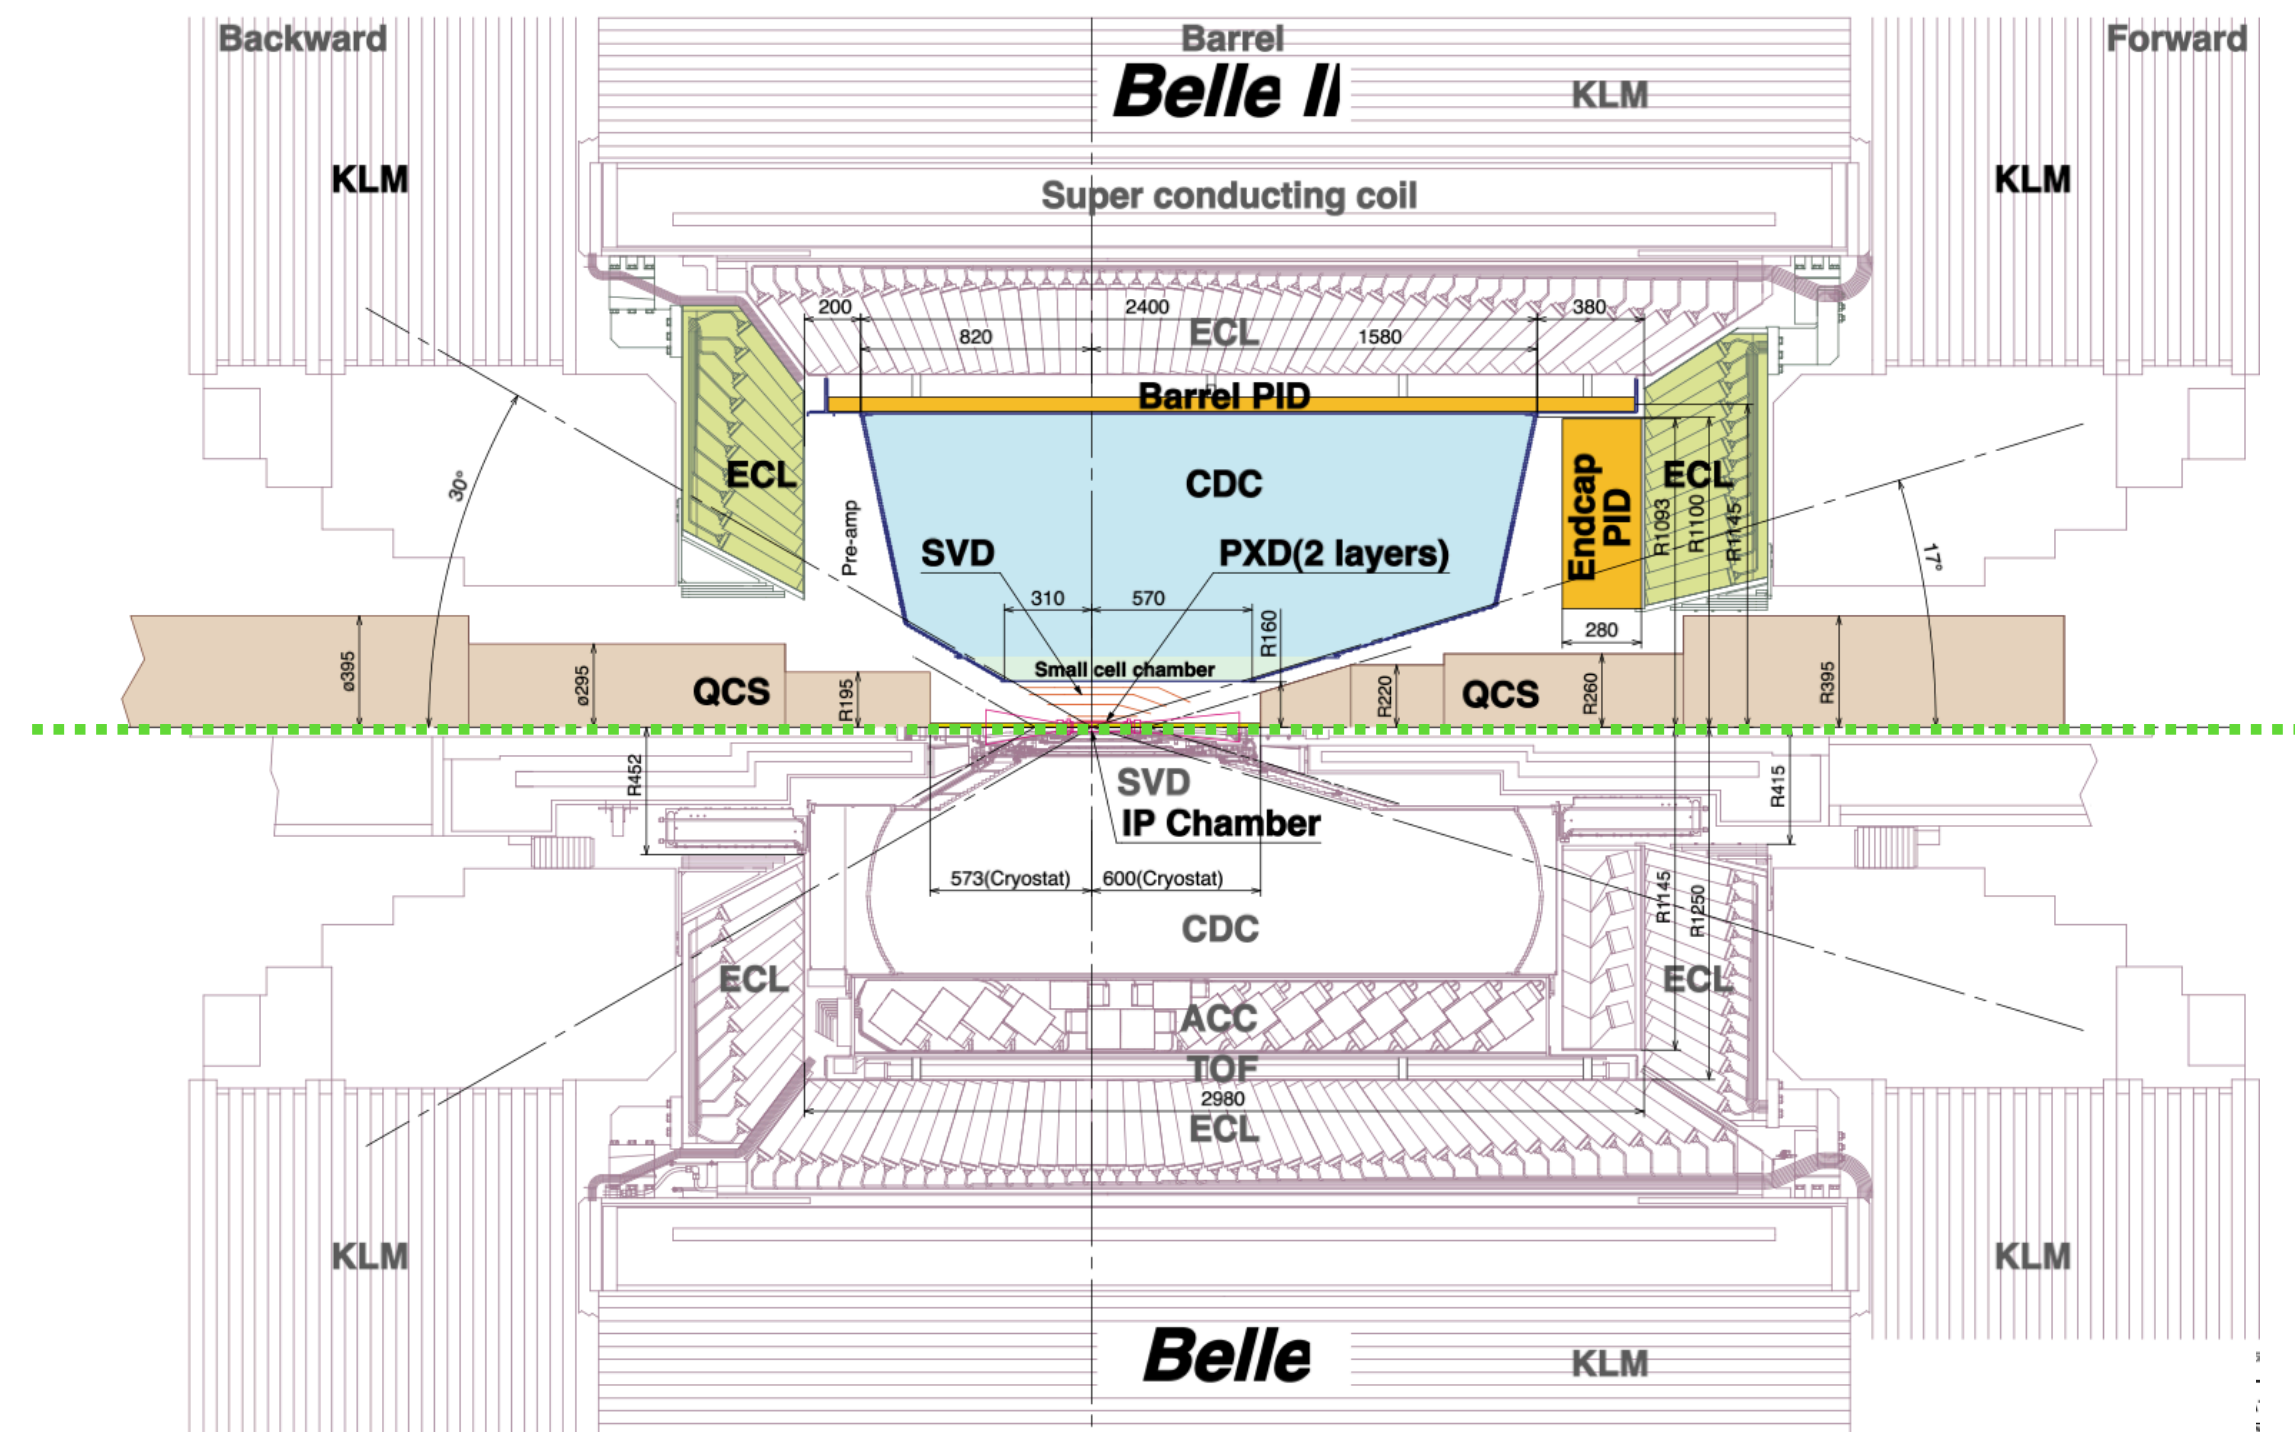 Backward
Barrel
Forward
Belle II
KLM
KLM
KLM
Super conducting coil
200
2400
380
820
ECL
1580
Barrel PID
ECL
CDC
Endcap
PID
ECL
R1093
R1100
R1145
30°
17°
Pre-amp
SVD
PXD(2 layers)
310
570
R160
280
Small cell chamber
ø395
ø295
QCS
R195
R220
QCS
R260
R395
R452
SVD
R415
IP Chamber
573(Cryostat)
600(Cryostat)
R1145
R1250
CDC
ECL
ECL
ACC
TOF
2980
ECL
KLM
KLM
Belle
KLM